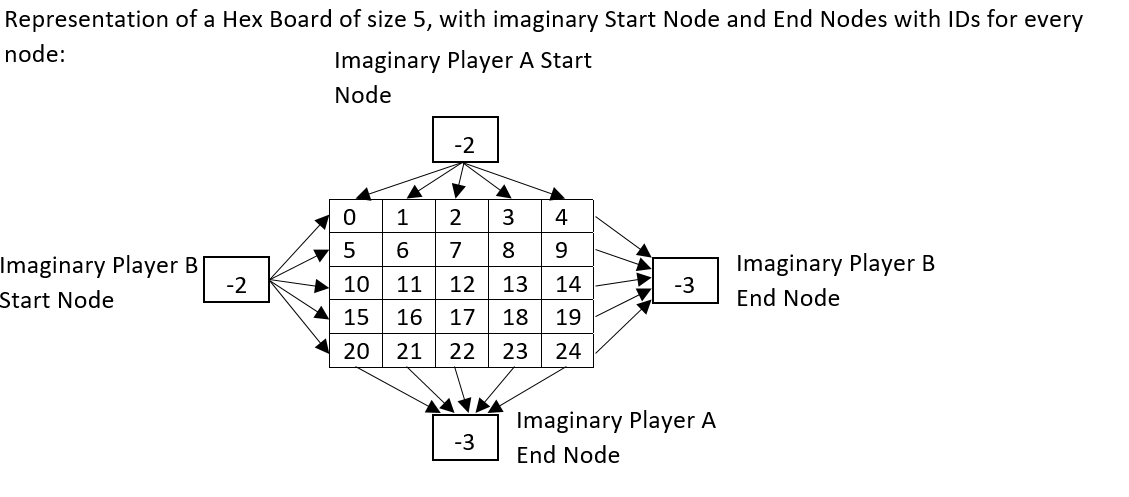 Representation of a Hex Board of size 5, with imaginary Start Node and End Nodes with IDs for every
node:
Imaginary Player A Start
Node
-2
0 1 2 3 4
5 6 7 8 9
10 11 12 13 14
15 16 17 18 19
20 21 22 23 24
Imaginary Player B
Start Node
-2
-3
Imaginary Player B
End Node
-3
Imaginary Player A
End Node